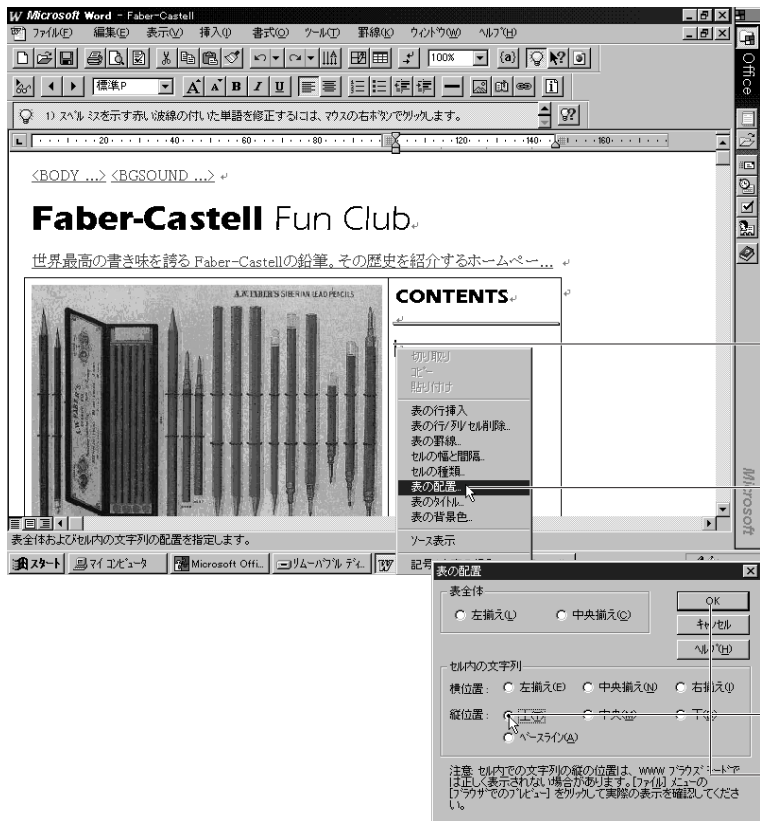 Microsoft Word - Faber-Castell
ファイル(F) 編集(E) 表示(V) 挿入(I) 書式(O) ツール(T) 罫線(K) ウィンドウ(W) ヘルプ(H)
100% {a}
標準P A A B I U
1) スペル ミスを示す赤い波線の付いた単語を修正するには、マウスの右ボタンでクリックします。
20 40 60 80 120 140 160
<BODY ...> <BGSOUND ...>
Faber-Castell Fun Club
世界最高の書き味を誇る Faber-Castellの鉛筆。その歴史を紹介するホームペー...
A.W. FABER'S SIBERIAN LEAD PENCILS
CONTENTS
切り取り
コピー
貼り付け
表の行挿入
表の行/列/セル削除...
表の罫線...
セルの幅と間隔...
セルの種類...
表の配置...
表のタイトル...
表の背景色...
ソース表示
Office
Microsoft
表全体およびセル内の文字列の配置を指定します。
スタート マイ コンピュータ Microsoft Offi... リムーバブル ディ...
表の配置
表全体
左揃え(L) 中央揃え(C)
OK
キャンセル
ヘルプ(H)
セル内の文字列
横位置: 左揃え(E) 中央揃え(N) 右揃え(I)
縦位置: 上(T) 中央(M)
ベースライン(A)
注意: セル内での文字列の縦の位置は、WWW ブラウズ モードで
は正しく表示されない場合があります。[ファイル] メニューの
[ブラウザでのプレビュー] をクリックして実際の表示を確認してくださ
い。